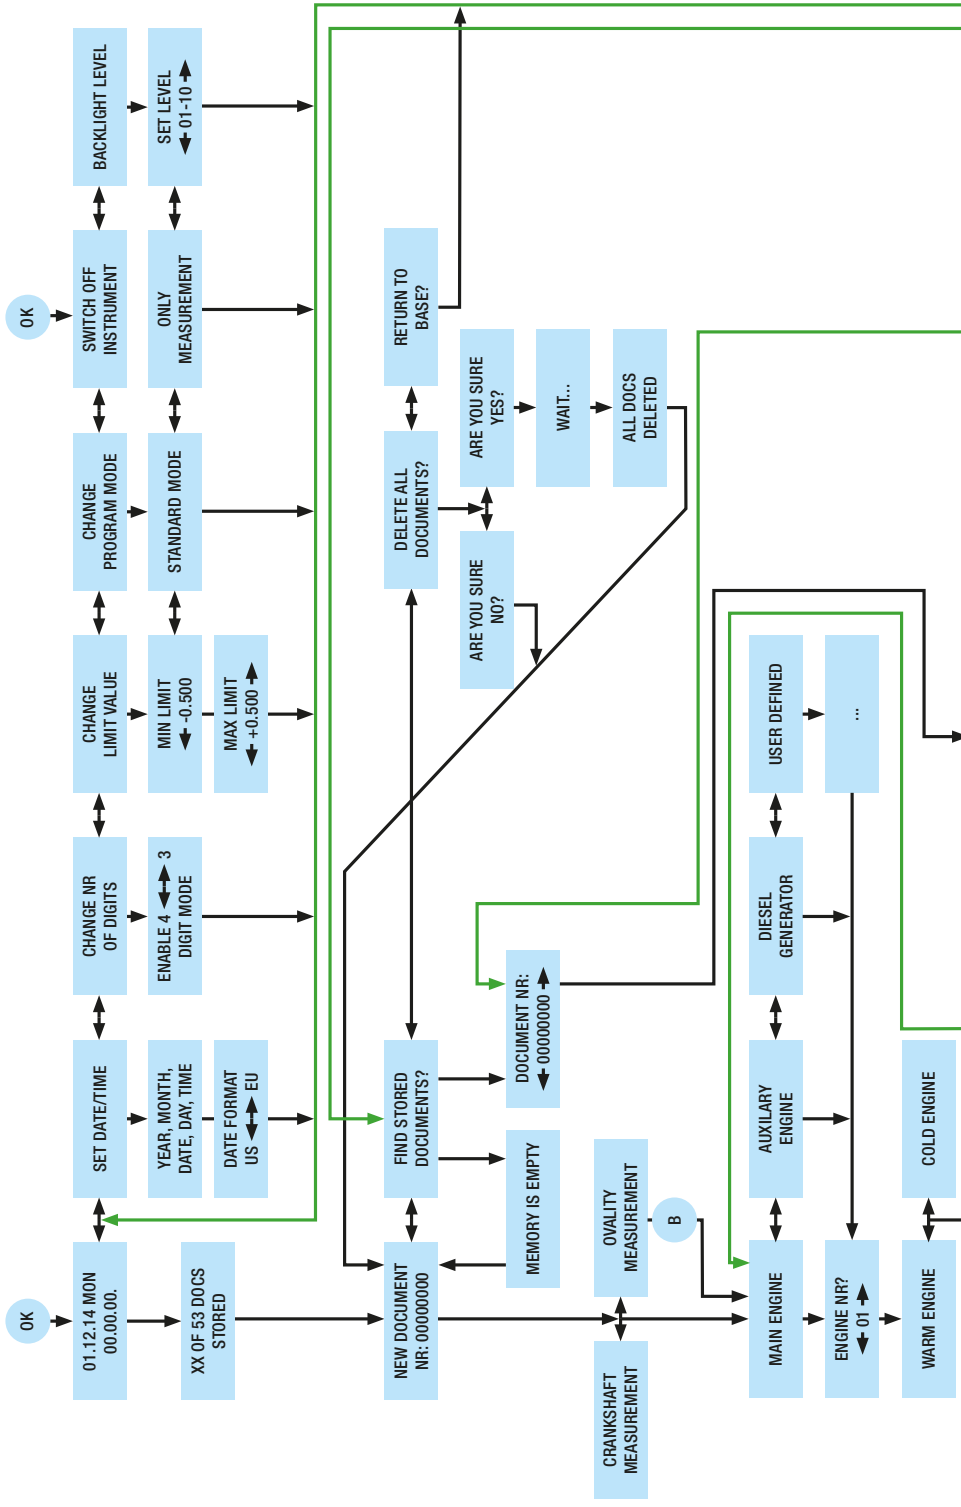 OK
OK
01.12.14 MON
00.00.00.
SET DATE/TIME
CHANGE NR
OF DIGITS
CHANGE
LIMIT VALUE
CHANGE
PROGRAM MODE
SWITCH OFF
INSTRUMENT
BACKLIGHT LEVEL
XX OF 53 DOCS
STORED
YEAR, MONTH,
DATE, DAY, TIME
DATE FORMAT
US EU
ENABLE 4 3
DIGIT MODE
MIN LIMIT
-0.500
MAX LIMIT
+0.500
STANDARD MODE
ONLY
MEASUREMENT
SET LEVEL
01-10
NEW DOCUMENT
NR: 00000000
FIND STORED
DOCUMENTS?
DELETE ALL
DOCUMENTS?
RETURN TO
BASE?
ARE YOU SURE
NO?
ARE YOU SURE
YES?
WAIT...
ALL DOCS
DELETED
MEMORY IS EMPTY
DOCUMENT NR:
00000000
CRANKSHAFT
MEASUREMENT
OVALITY
MEASUREMENT
B
MAIN ENGINE
AUXILARY
ENGINE
DIESEL
GENERATOR
USER DEFINED
ENGINE NR?
01
...
WARM ENGINE
COLD ENGINE